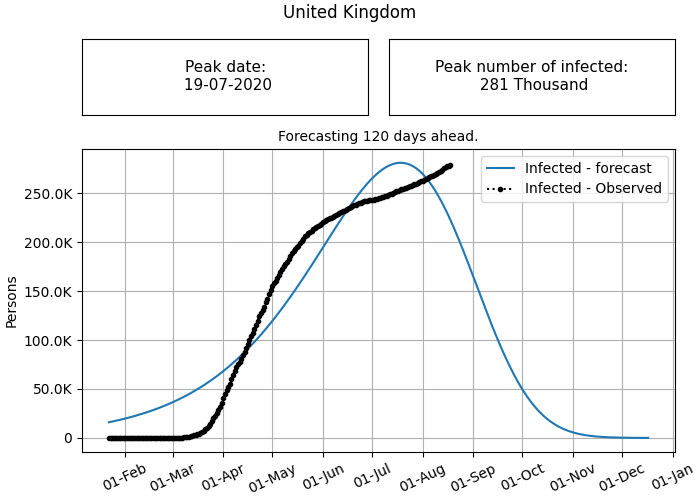 United Kingdom
Peak date:
19-07-2020
Peak number of infected:
281 Thousand
Forecasting 120 days ahead.
Infected - forecast
Infected - Observed
Persons
250.0K
200.0K
150.0K
100.0K
50.0K
0
01-Feb
01-Mar
01-Apr
01-May
01-Jun
01-Jul
01-Aug
01-Sep
01-Oct
01-Nov
01-Dec
01-Jan